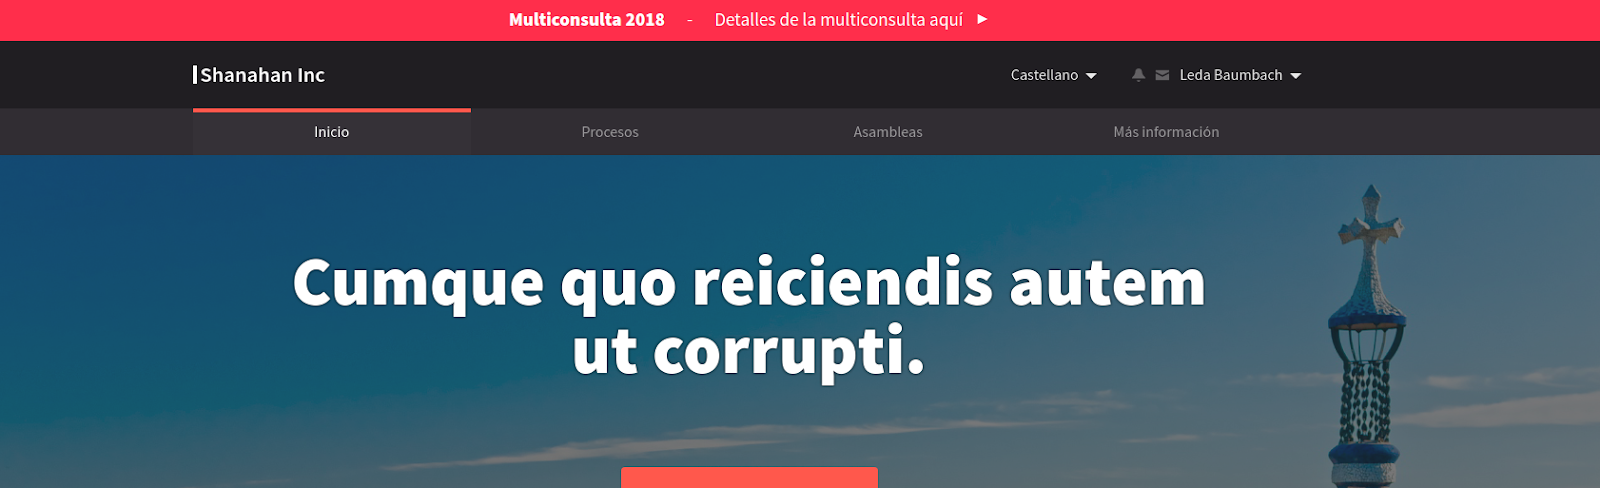 Multiconsulta 2018 - Detalles de la multiconsulta aquí
Shanahan Inc Castellano Leda Baumbach
Inicio Procesos Asambleas Más información
Cumque quo reiciendis autem
ut corrupti.